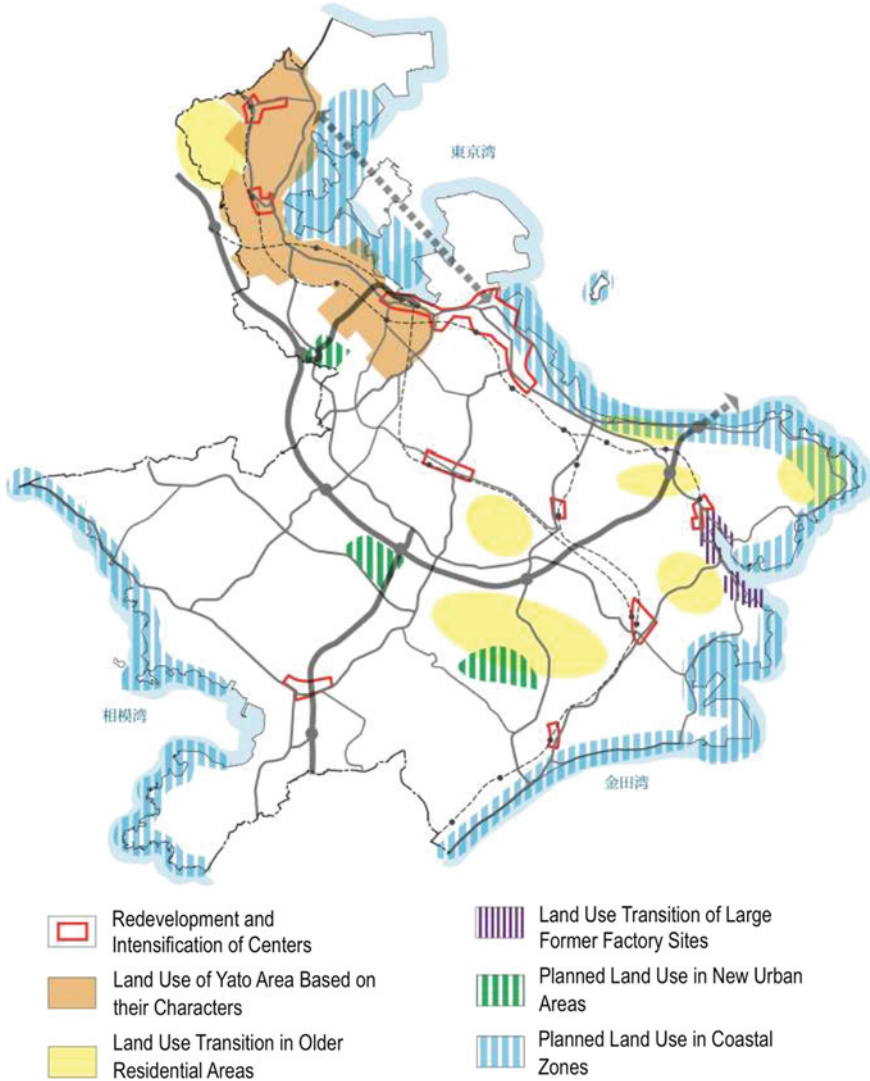 東京湾
相模湾
金田湾
Redevelopment and
Intensification of Centers
Land Use of Yato Area Based on
their Characters
Land Use Transition in Older
Residential Areas
Land Use Transition of Large
Former Factory Sites
Planned Land Use in New Urban
Areas
Planned Land Use in Coastal
Zones